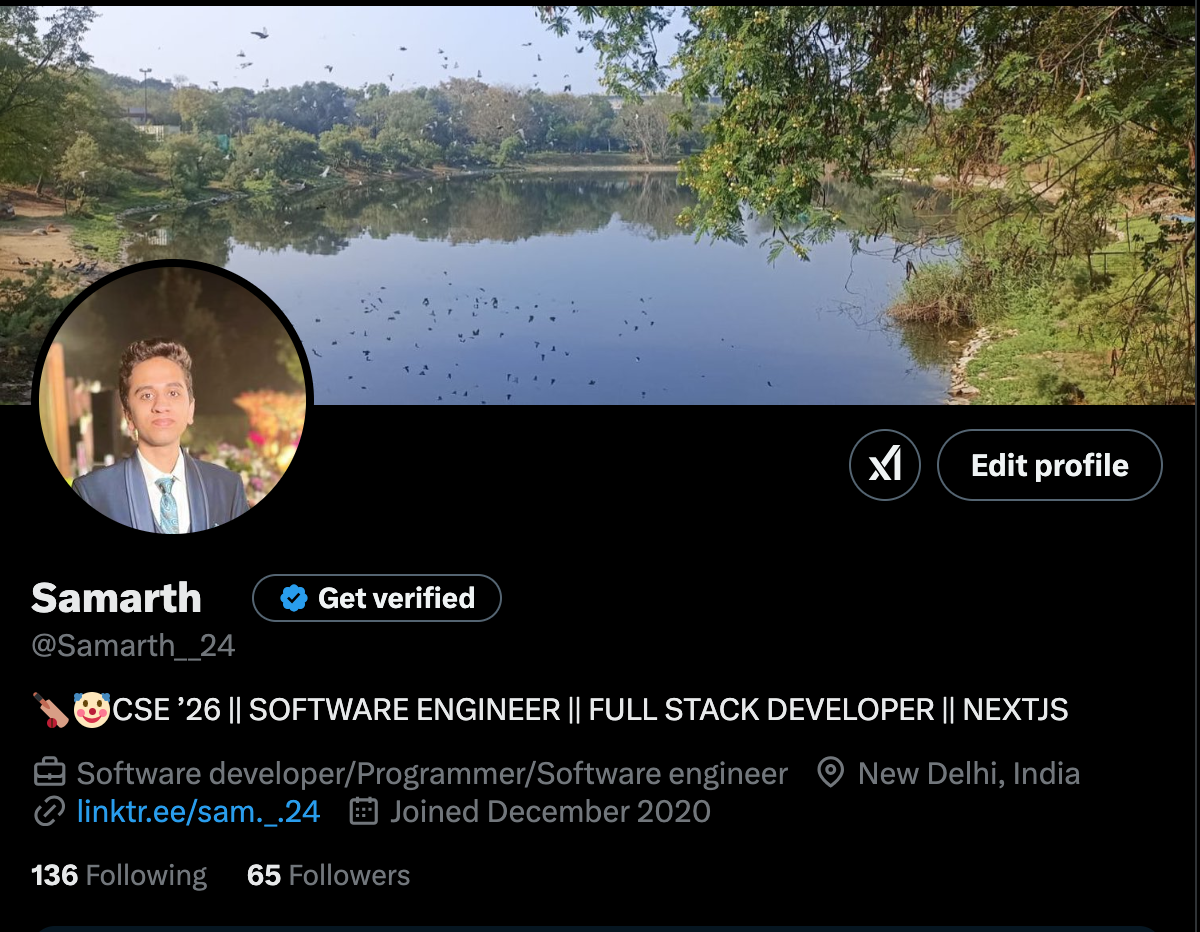 Edit profile
Samarth Get verified
@Samarth__24
🏏🤡CSE ’26 || SOFTWARE ENGINEER || FULL STACK DEVELOPER || NEXTJS
Software developer/Programmer/Software engineer New Delhi, India
linktr.ee/sam._.24 Joined December 2020
136 Following 65 Followers